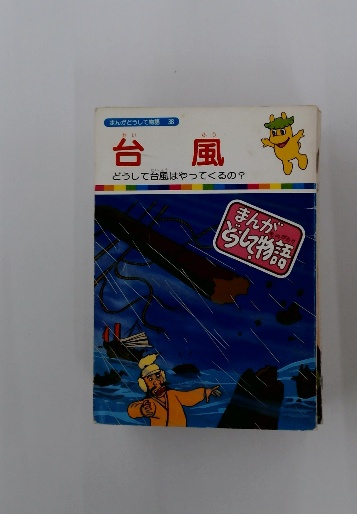 まんがどうして物語 38
たい ふう
台風
どうして台風はやってくるの?
まんが
どうして物語